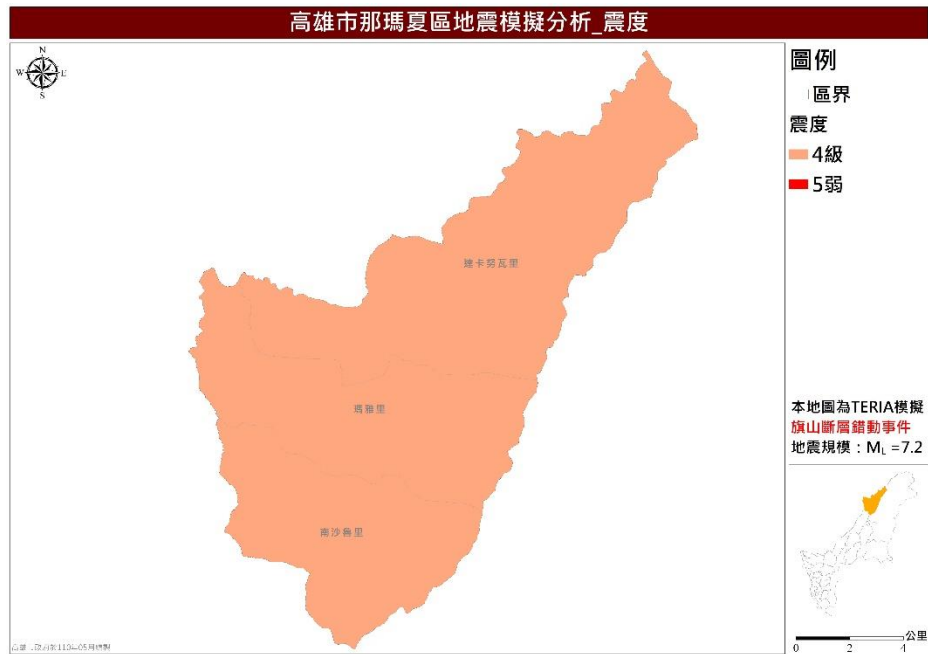 高雄市那瑪夏區地震模擬分析_震度
N
W E
S
圖例
區界
震度
4級
5弱
達卡努瓦里
瑪雅里
南沙魯里
本地圖為TERIA模擬
旗山斷層錯動事件
地震規模：ML =7.2
公里
0 2 4